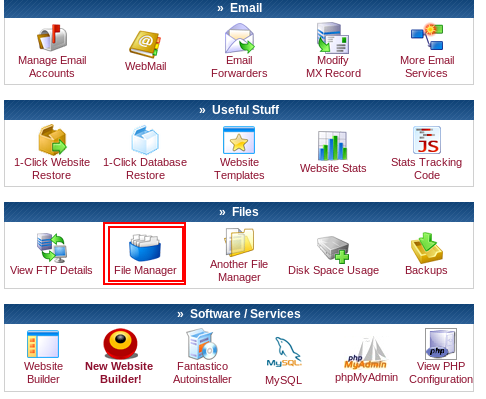 » Email
Manage Email
Accounts
WebMail
Email
Forwarders
Modify
MX Record
More Email
Services
» Useful Stuff
1-Click Website
Restore
1-Click Database
Restore
Website
Templates
Website Stats
JS
Stats Tracking
Code
» Files
View FTP Details
File Manager
Another File
Manager
Disk Space Usage
Backups
» Software / Services
Website
Builder
New Website
Builder!
Fantastico
Autoinstaller
MySQL
MySQL
php
MyAdmin
phpMyAdmin
php
View PHP
Configuration